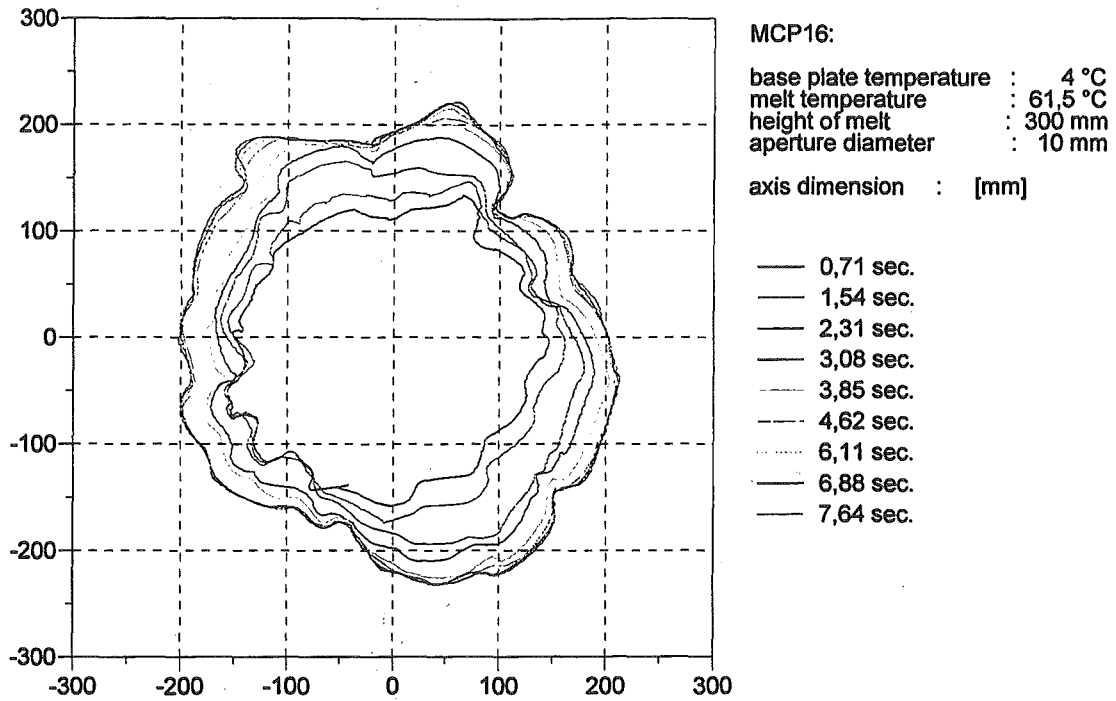 300
200
100
0
-100
-200
-300
-300
-200
-100
0
100
200
300
MCP16:
base plate temperature : 4 °C
melt temperature : 61,5 °C
height of melt : 300 mm
aperture diameter : 10 mm
axis dimension : [mm]
0,71 sec.
1,54 sec.
2,31 sec.
3,08 sec.
3,85 sec.
4,62 sec.
6,11 sec.
6,88 sec.
7,64 sec.